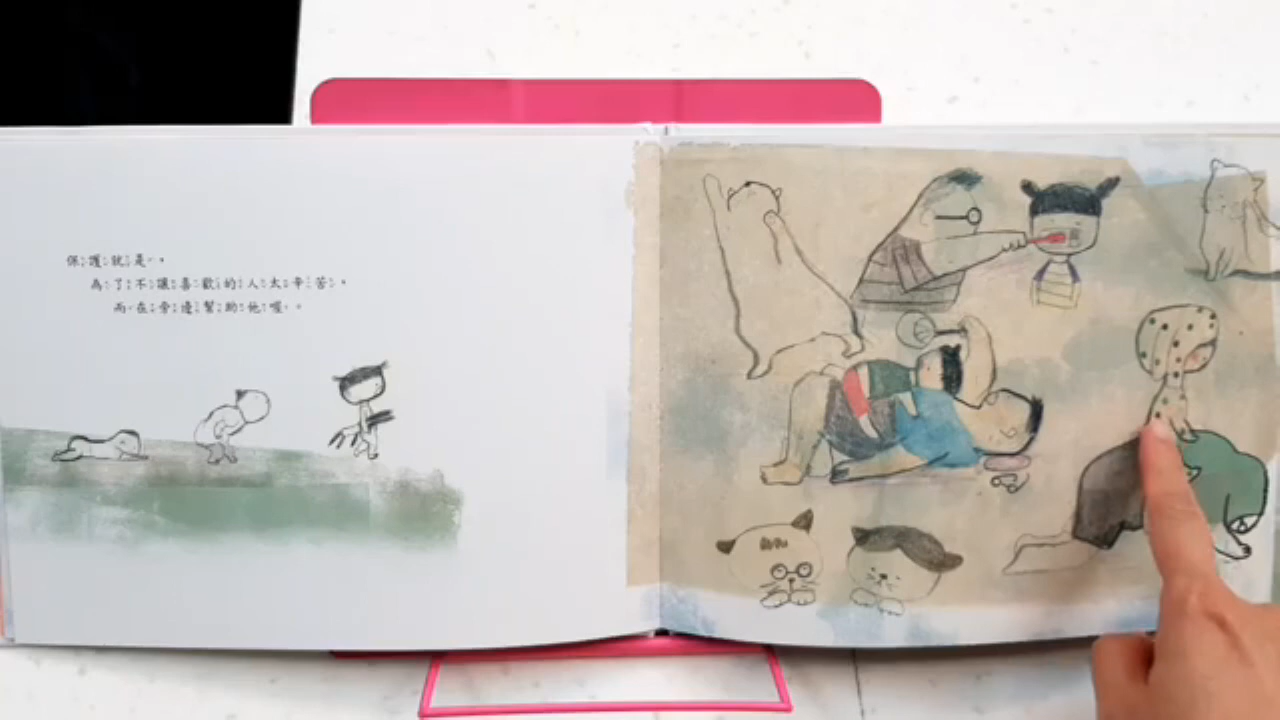 保護就是，
為了不讓喜歡的人太辛苦，
而在旁邊幫助他喔。